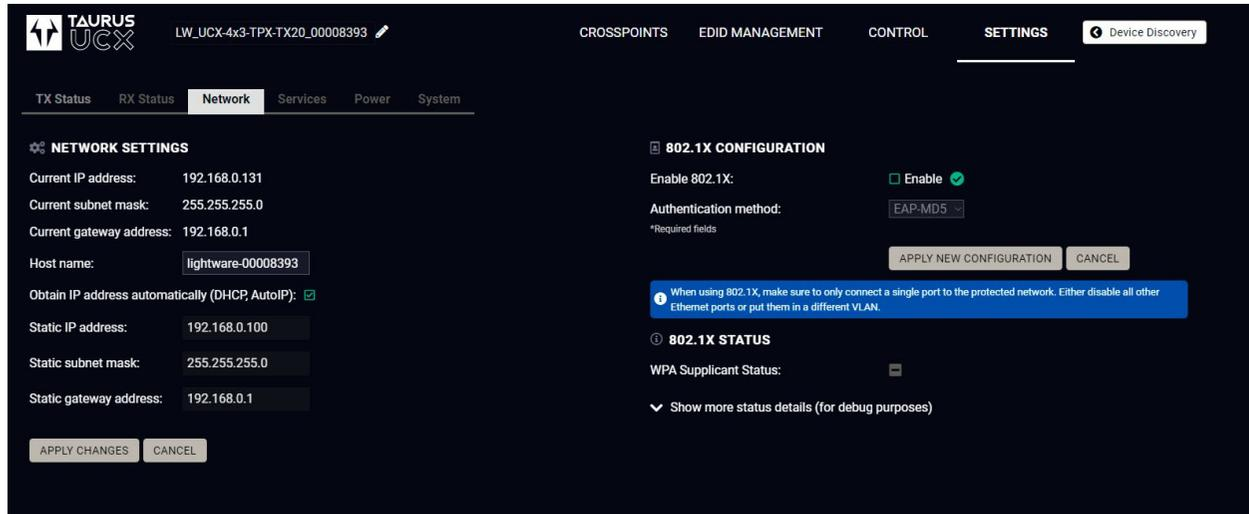 TAURUS
UCX
LW_UCX-4x3-TPX-TX20_00008393
CROSSPOINTS
EDID MANAGEMENT
CONTROL
SETTINGS
Device Discovery
TX Status
RX Status
Network
Services
Power
System
NETWORK SETTINGS
Current IP address: 192.168.0.131
Current subnet mask: 255.255.255.0
Current gateway address: 192.168.0.1
Host name: lightware-00008393
Obtain IP address automatically (DHCP, AutoIP):
Static IP address: 192.168.0.100
Static subnet mask: 255.255.255.0
Static gateway address: 192.168.0.1
APPLY CHANGES
CANCEL
802.1X CONFIGURATION
Enable 802.1X: Enable
Authentication method: EAP-MD5
*Required fields
APPLY NEW CONFIGURATION
CANCEL
When using 802.1X, make sure to only connect a single port to the protected network. Either disable all other
Ethernet ports or put them in a different VLAN.
802.1X STATUS
WPA Supplicant Status:
Show more status details (for debug purposes)